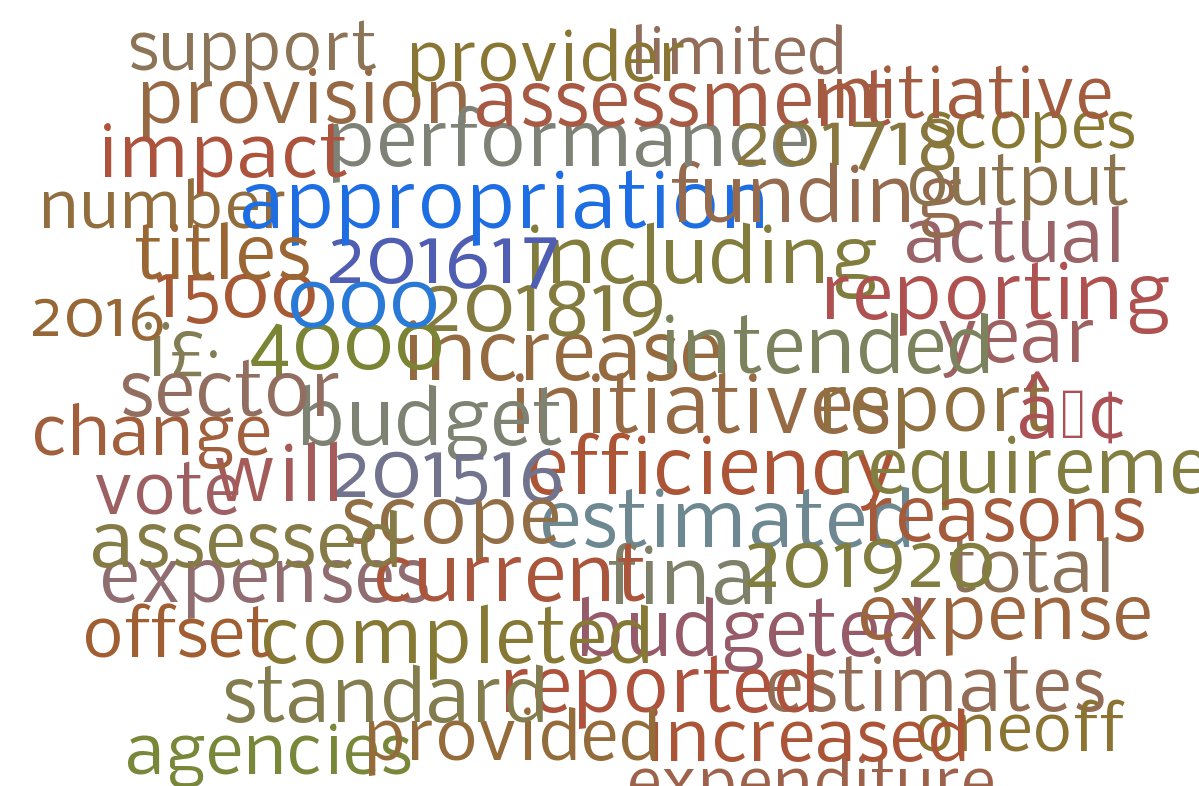 support provider limited
provision assessment initiative
impact performance 201718 scopes
number appropriation funding output
titles 201617 including actual
2016 1500 000 201819 reporting
4000 increase intended year
sector budget initiatives report
change will 201516 efficiency requireme
vote scope estimated reasons
assessed current final 201920 total
expenses completed budgeted expense
offset standard reported estimates
agencies provided increased oneoff
expenditure